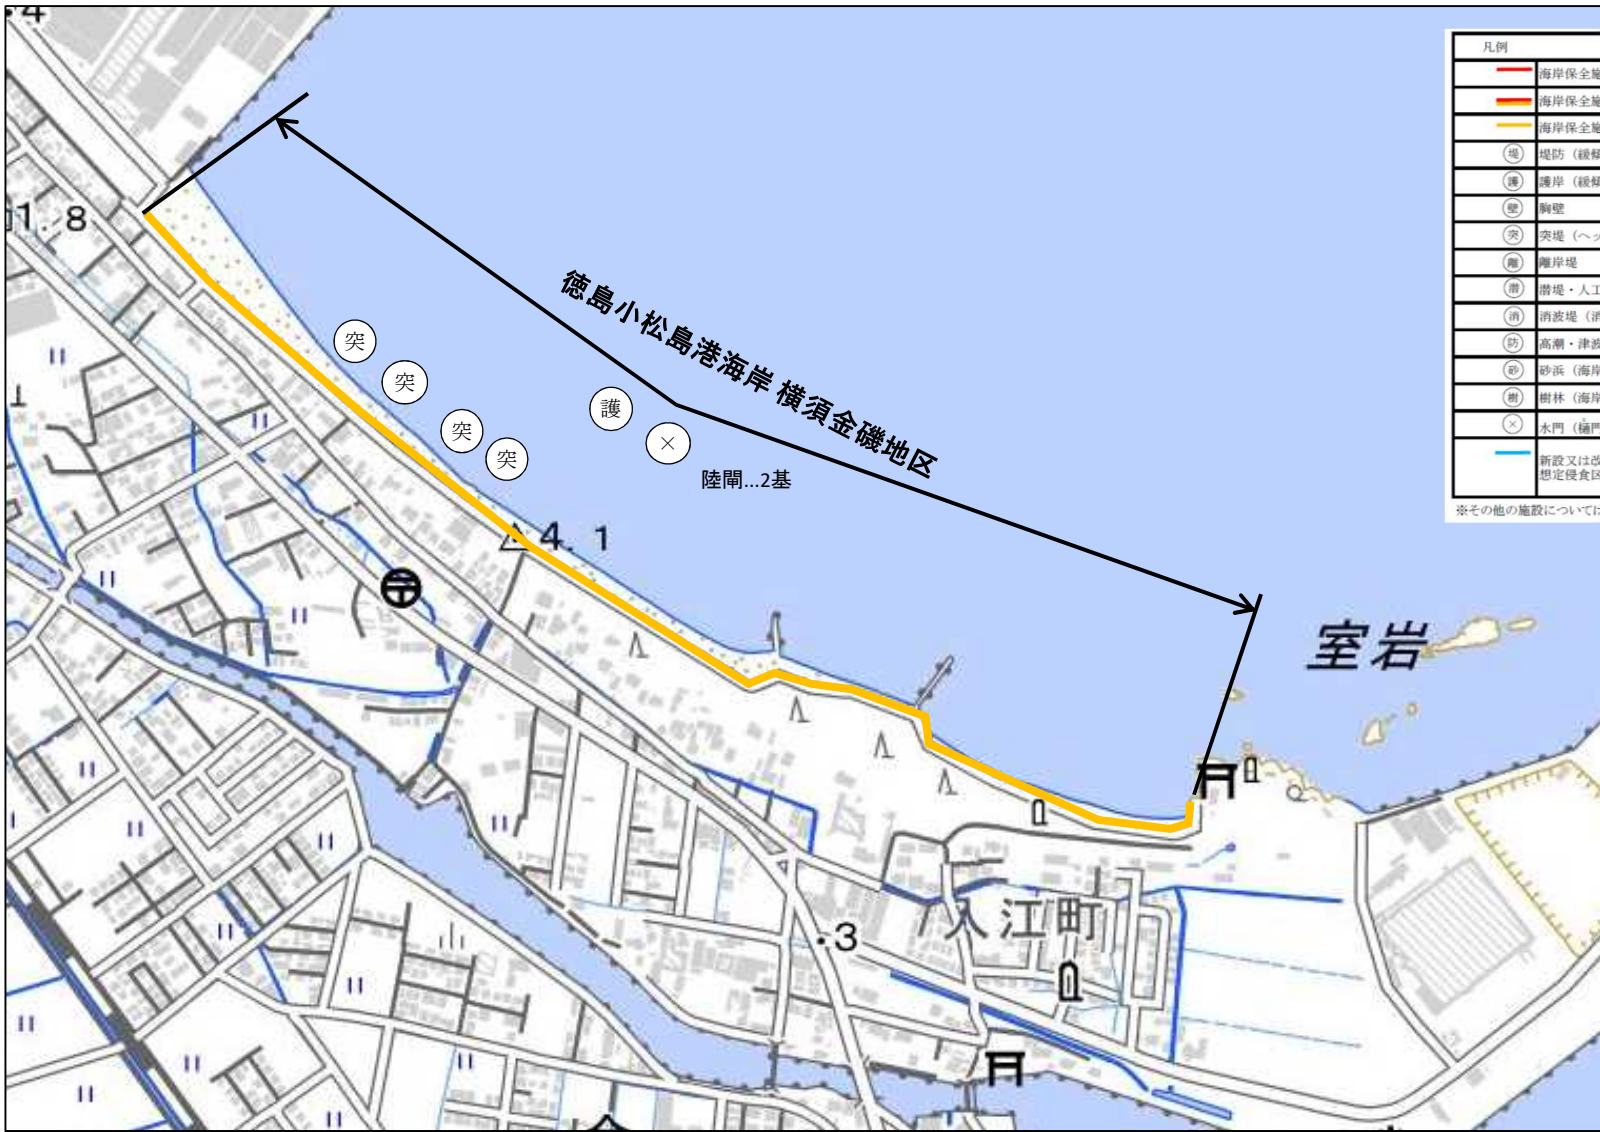 .4
1.8
徳島小松島港海岸 横須金磯地区
突
突
突
突
護
×
陸閘…2基
4.1
室岩
入江町
.3
凡例
海岸保全施
海岸保全施
海岸保全施
堤 堤防（緩傾
護 護岸（緩傾
壁 胸壁
突 突堤（ヘッ
離 離岸堤
潜 潜堤・人工
消 消波堤（消
防 高潮・津波
砂 砂浜（海岸
樹 樹林（海岸
× 水門（樋門
新設又は改
想定侵食区
※その他の施設については